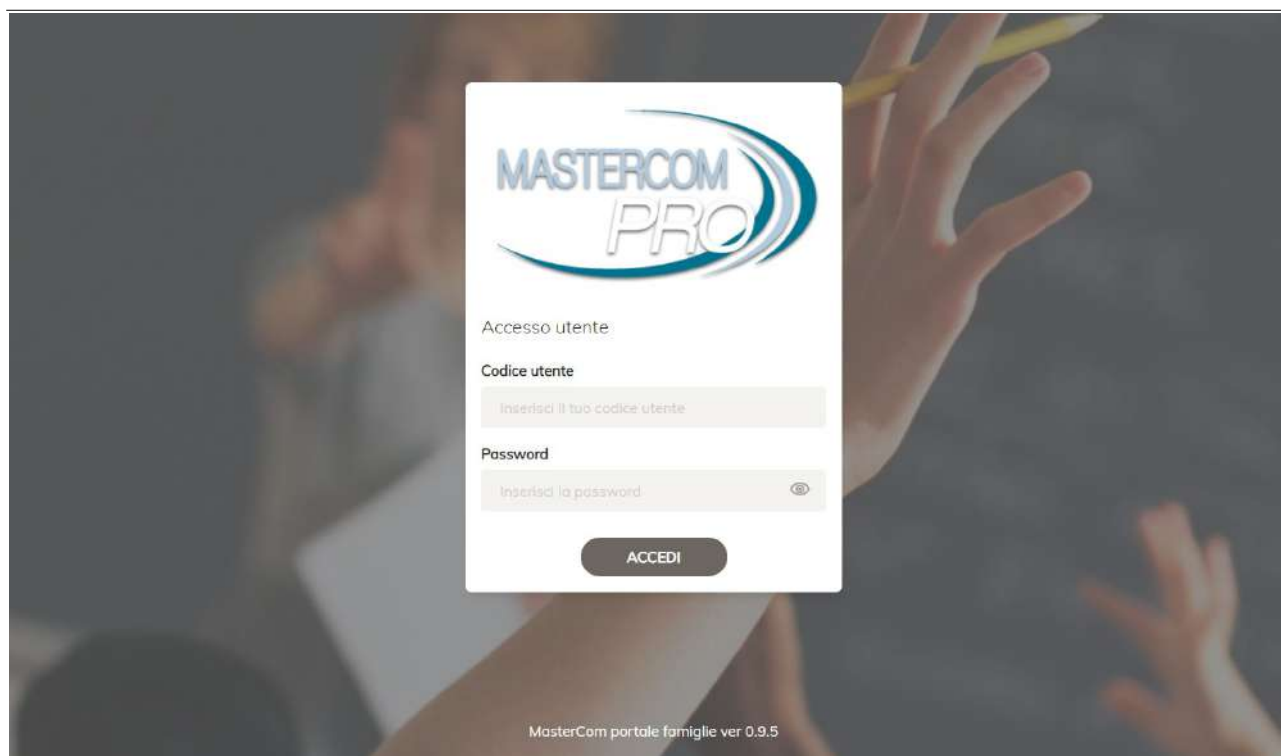 MASTERCOM
PRO
Accesso utente
Codice utente
Inserisci il tuo codice utente
Password
Inserisci la password
ACCEDI
MasterCom portale famiglie ver 0.9.5